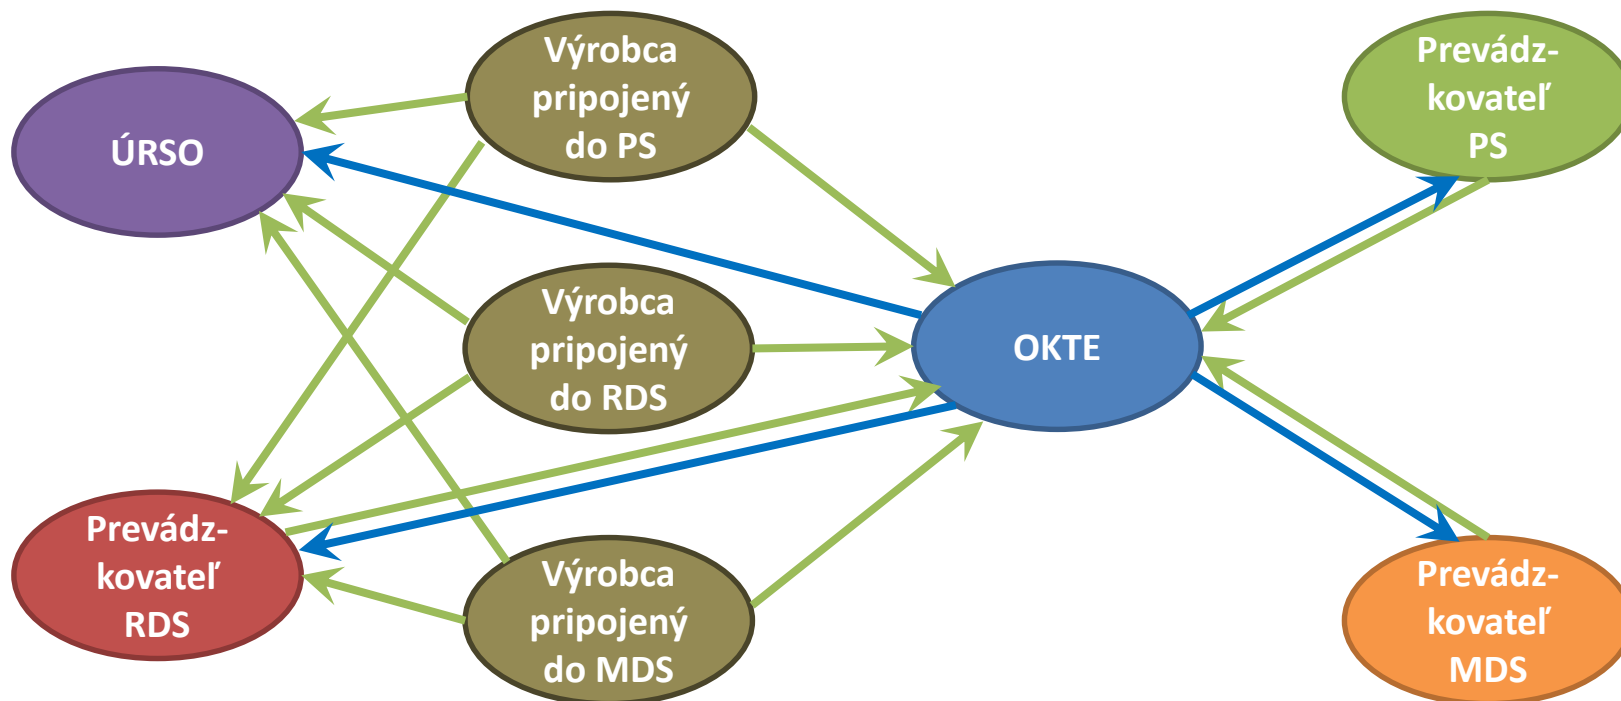 ÚRSO
Výrobca
pripojený
do PS
Prevádz-
kovateľ
PS
Výrobca
pripojený
do RDS
OKTE
Prevádz-
kovateľ
RDS
Výrobca
pripojený
do MDS
Prevádz-
kovateľ
MDS